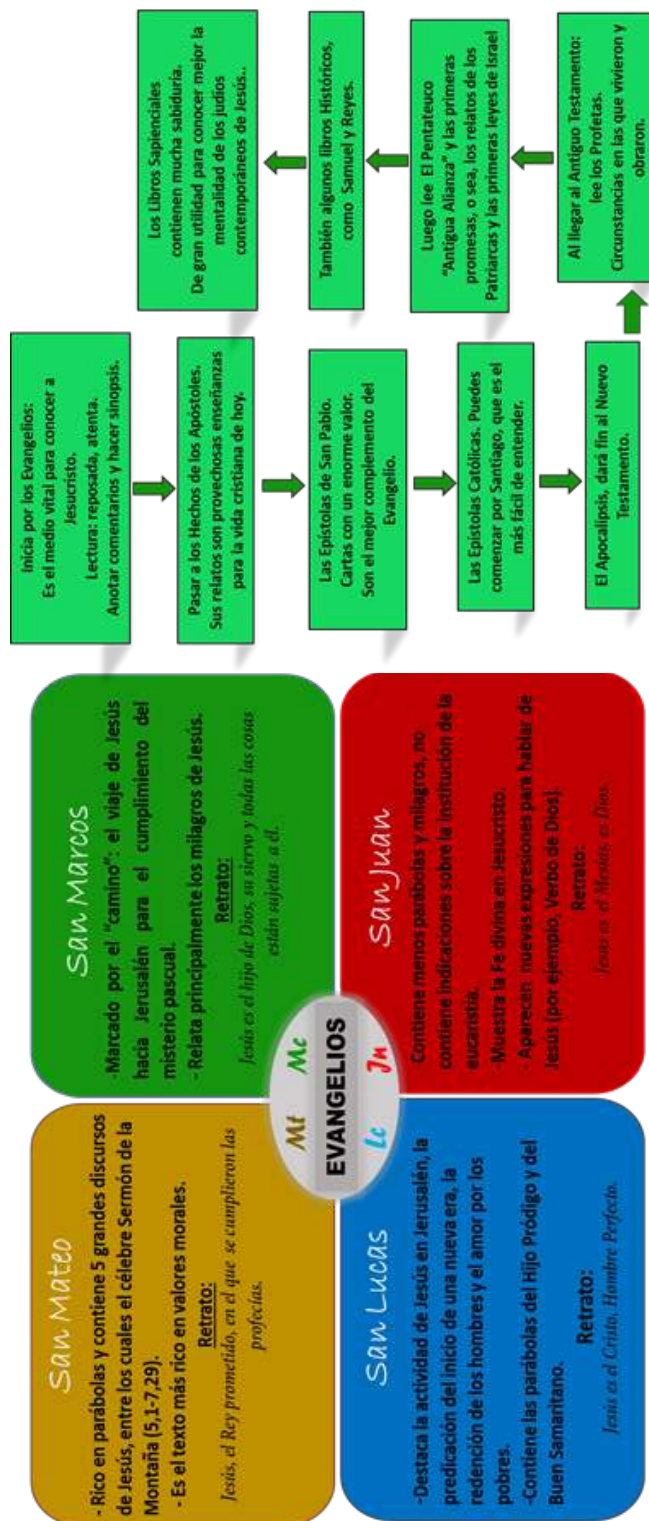 San Mateo
- Rico en parábolas y contiene 5 grandes discursos
de Jesús, entre los cuales el célebre Sermón de la
Montaña (5,1-7,29).
- Es el texto más rico en valores morales.
Retrato:
Jesús, el Rey prometido, en el que se cumplieron las
profecías.
San Marcos
-Marcado por el "camino": el viaje de Jesús
hacia Jerusalén para el cumplimiento del
misterio pascual.
- Relata principalmente los milagros de Jesús.
Retrato:
Jesús es el hijo de Dios, su siervo y todas las cosas
están sujetas a él.
Mt Mc
EVANGELIOS
Lc Jn
San Lucas
-Destaca la actividad de Jesús en Jerusalén, la
predicación del inicio de una nueva era, la
redención de los hombres y el amor por los
pobres.
-Contiene las parábolas del Hijo Pródigo y del
Buen Samaritano.
Retrato:
Jesús es el Cristo, Hombre Perfecto.
San Juan
-Contiene menos parábolas y milagros, no
contiene indicaciones sobre la institución de la
eucaristía.
-Muestra la Fe divina en Jesucristo.
- Aparecen nuevas expresiones para hablar de
Jesús (por ejemplo, Verbo de Dios).
Retrato:
Jesús es el Mesías, es Dios.
Inicia por los Evangelios:
Es el medio vital para conocer a
Jesucristo.
Lectura: reposada, atenta.
Anotar comentarios y hacer sinopsis.
Pasar a los Hechos de los Apóstoles.
Sus relatos son provechosas enseñanzas
para la vida cristiana de hoy.
Las Epístolas de San Pablo.
Cartas con un enorme valor.
Son el mejor complemento del
Evangelio.
Las Epístolas Católicas. Puedes
comenzar por Santiago, que es el
más fácil de entender.
El Apocalipsis, dará fin al Nuevo
Testamento.
Al llegar al Antiguo Testamento:
lee los Profetas.
Circunstancias en las que vivieron y
obraron.
Luego lee El Pentateuco
"Antigua Alianza" y las primeras
promesas, o sea, los relatos de los
Patriarcas y las primeras leyes de Israel
También algunos libros Históricos,
como Samuel y Reyes.
Los Libros Sapienciales
contienen mucha sabiduría.
De gran utilidad para conocer mejor la
mentalidad de los judios
contemporáneos de Jesús..